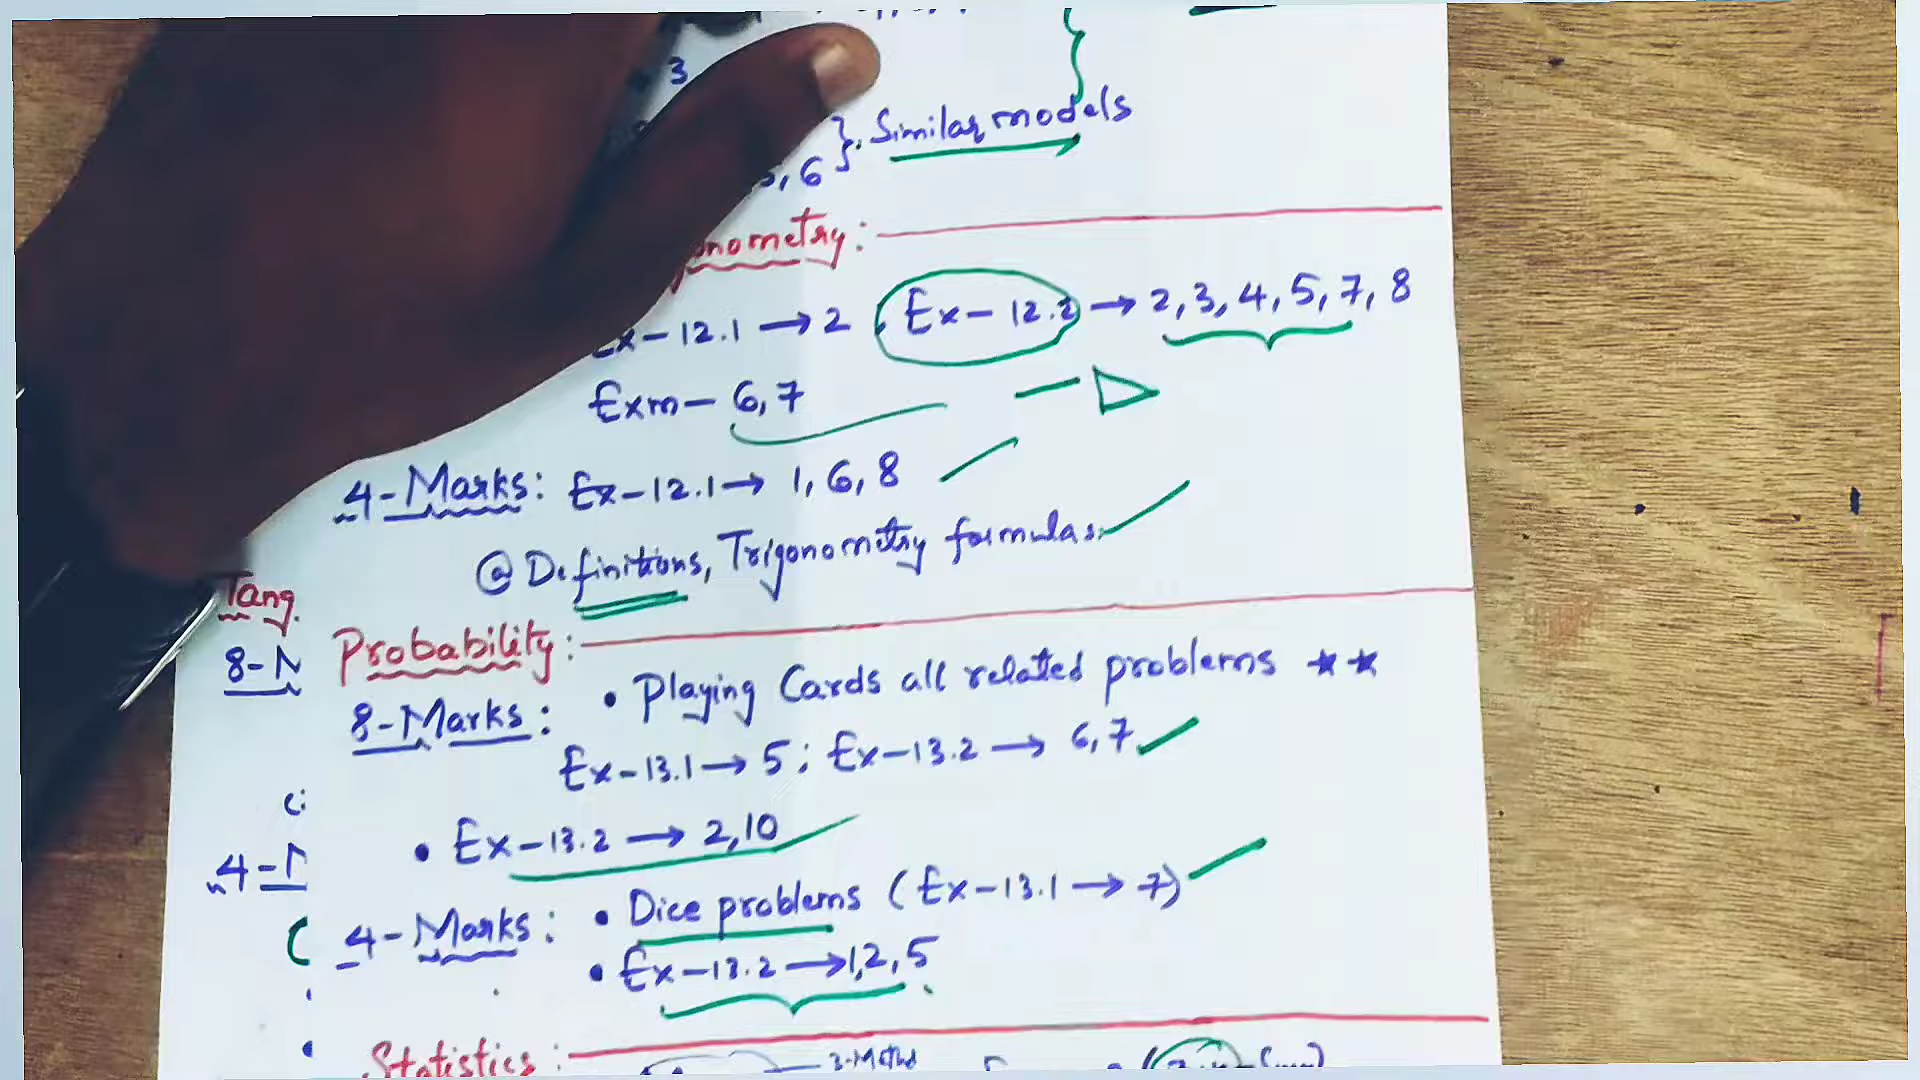 3
}. Similar models
, 6
nometry:
Ex-12.1 → 2 . Ex-12.2 → 2, 3, 4, 5, 7, 8
Exm- 6, 7
4-Marks: Ex-12.1 → 1, 6, 8
@ Definitions, Trigonometry formulas.
Tang.
Probability:
8-Marks: • Playing Cards all related problems ★★
Ex-13.1 → 5; Ex-13.2 → 6, 7
• Ex-13.2 → 2, 10
4-Marks: • Dice problems (Ex-13.1 → 7)
• Ex-13.2 → 1, 2, 5
Statistics: